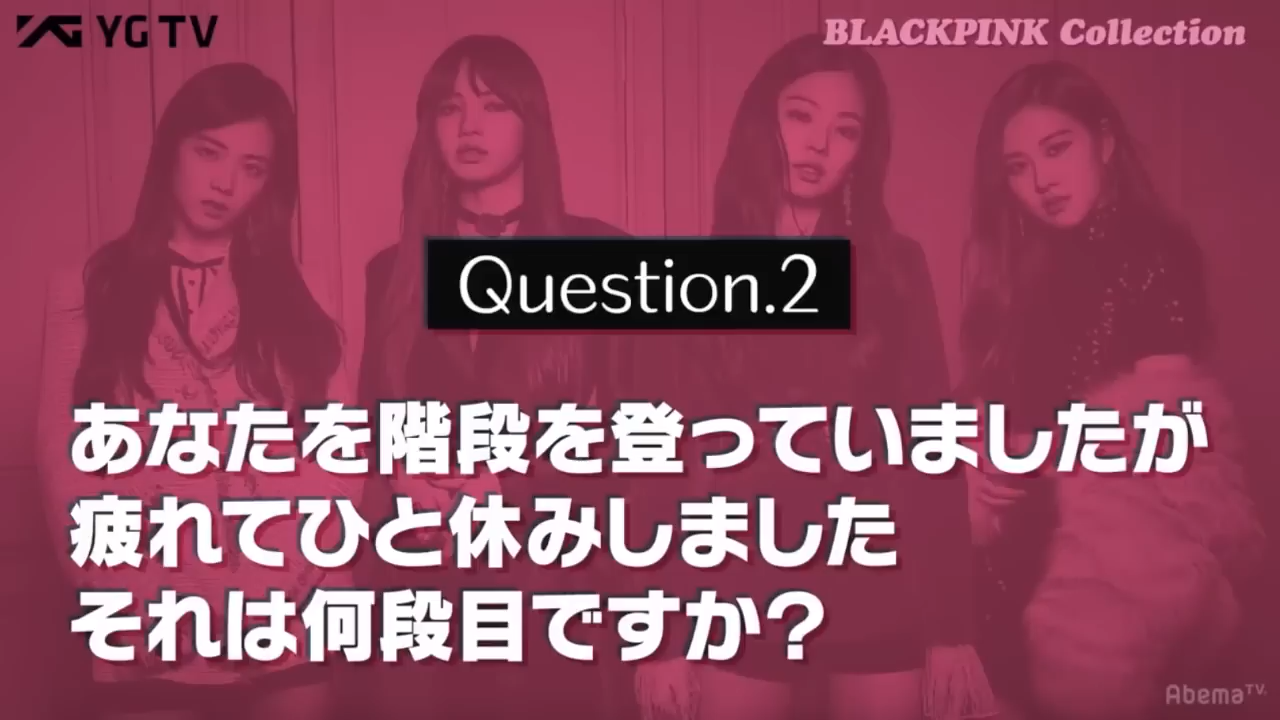 YG YG TV
BLACKPINK Collection
Question.2
あなたを階段を登っていましたが
疲れてひと休みしました
それは何段目ですか？
AbemaTV.